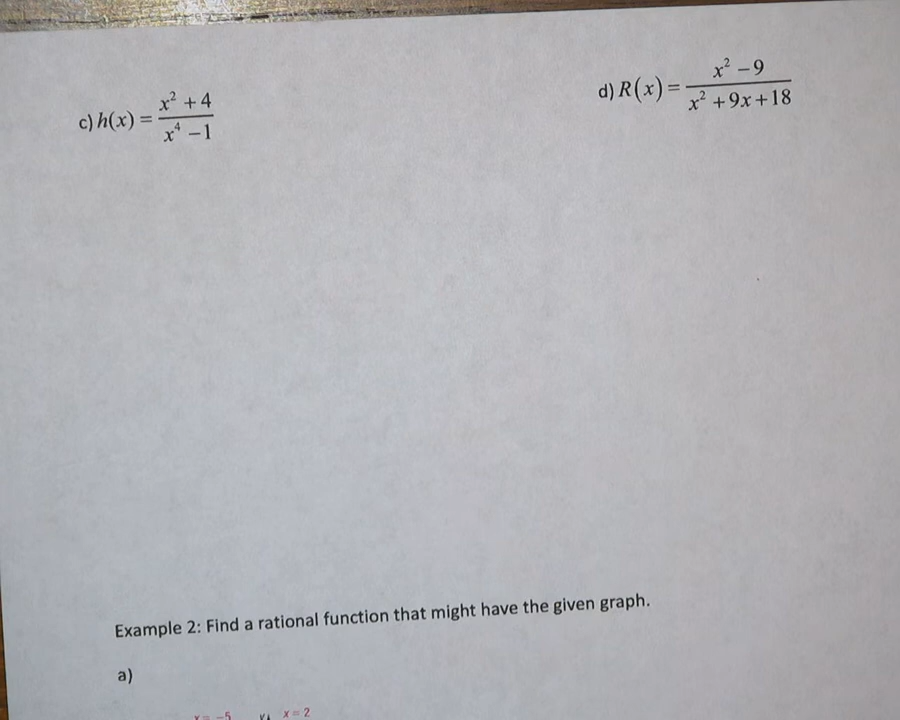 c) h(x) = (x² + 4)/(x⁴ − 1)
d) R(x) = (x² − 9)/(x² + 9x + 18)
Example 2: Find a rational function that might have the given graph.
a)
x = −5 y x = 2